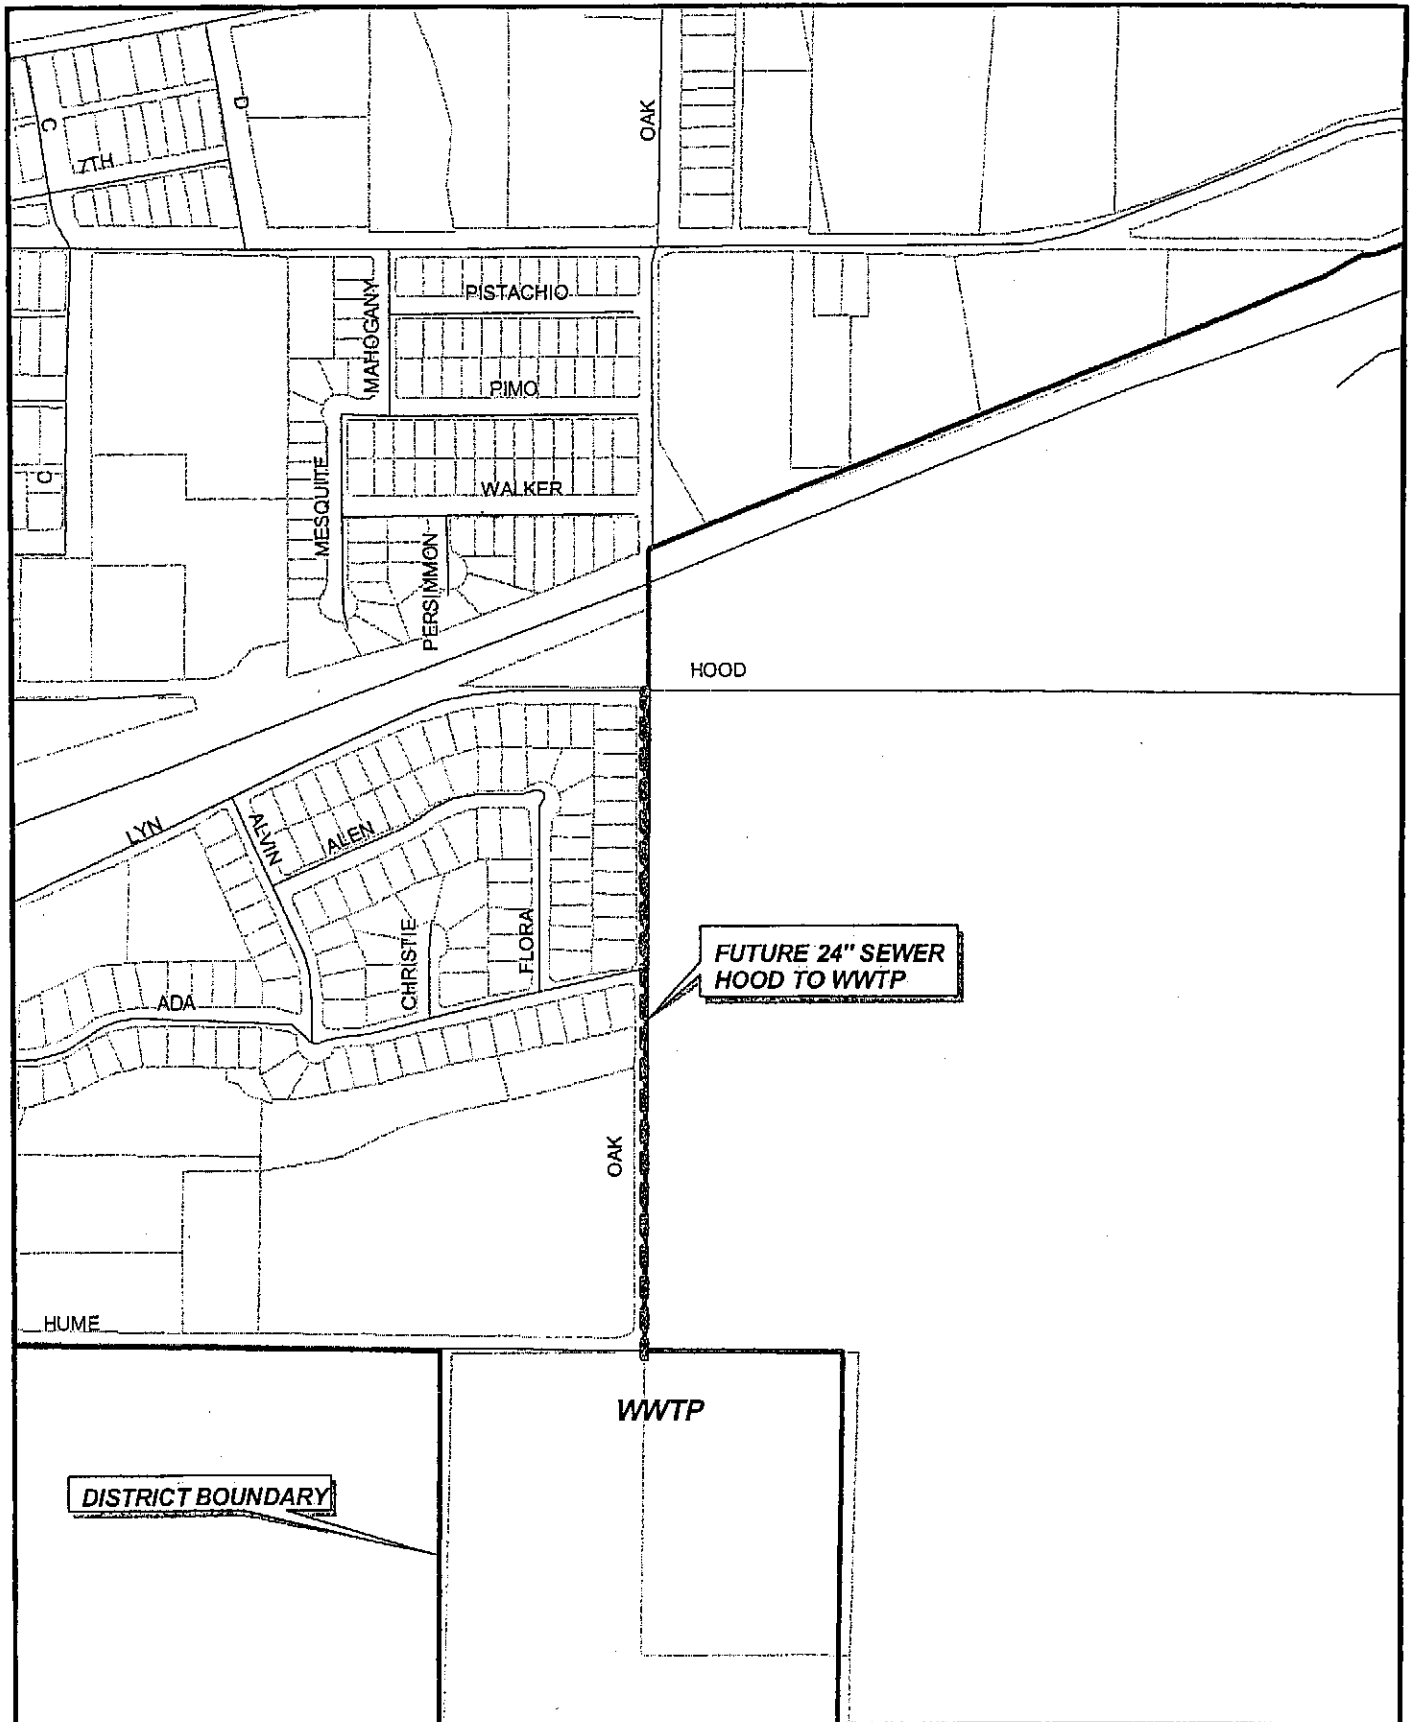 D
OAK
C
7TH
MAHOGANY
PISTACHIO
PIMO
C
MESQUITE
WALKER
PERSIMMON
HOOD
LYN
ALVIN
ALEN
CHRISTIE
FLORA
FUTURE 24" SEWER
HOOD TO WWTP
ADA
OAK
HUME
WWTP
DISTRICT BOUNDARY